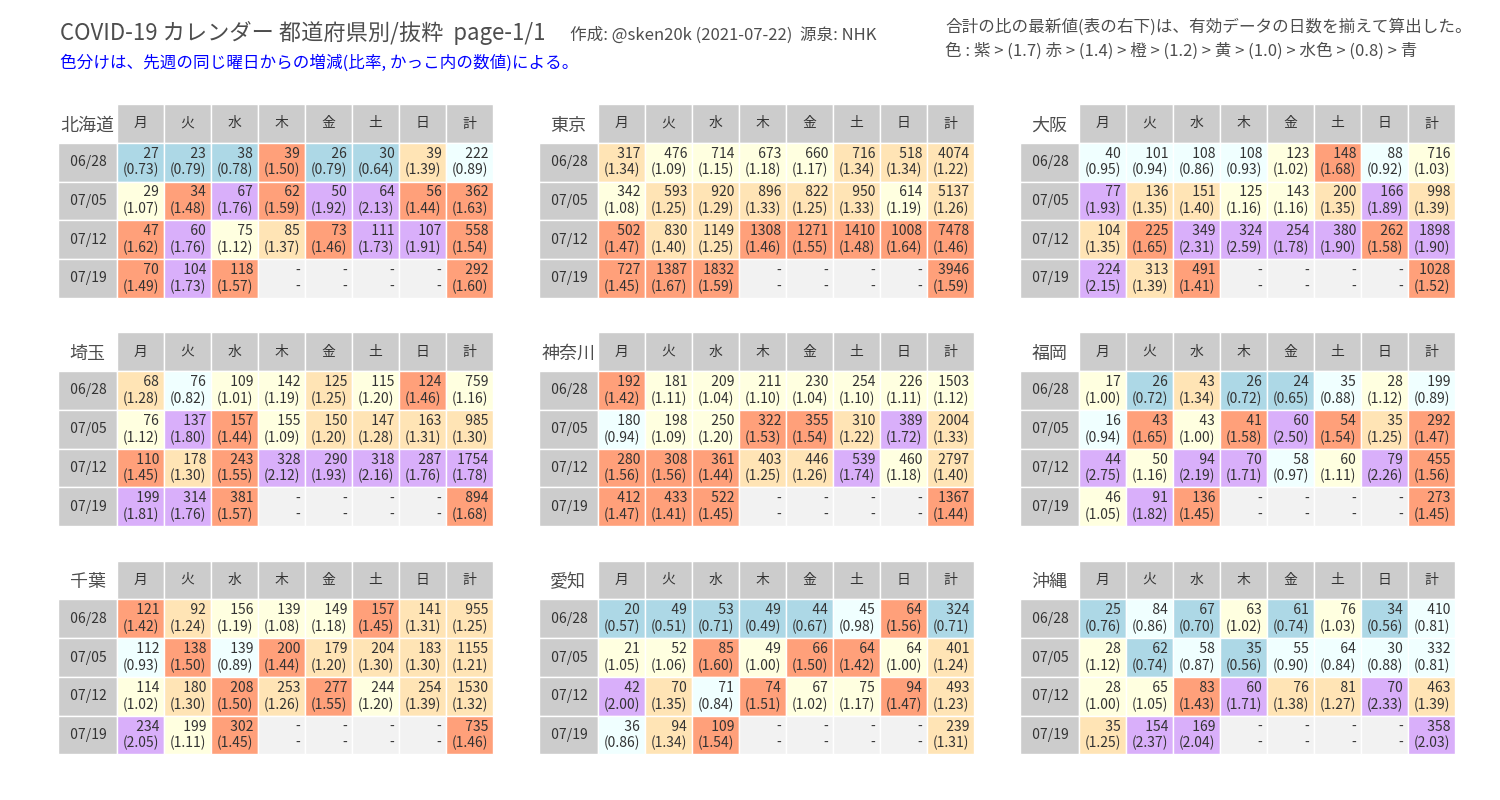 COVID-19 カレンダー 都道府県別/抜粋 page-1/1 作成: @sken20k (2021-07-22) 源泉: NHK
合計の比の最新値(表の右下)は、有効データの日数を揃えて算出した。
色分けは、先週の同じ曜日からの増減(比率, かっこ内の数値)による。
色 : 紫 > (1.7) 赤 > (1.4) 橙 > (1.2) 黄 > (1.0) > 水色 > (0.8) > 青
北海道 月 火 水 木 金 土 日 計
06/28 27 23 38 39 26 30 39 222
(0.73) (0.79) (0.78) (1.50) (0.79) (0.64) (1.39) (0.89)
07/05 29 34 67 62 50 64 56 362
(1.07) (1.48) (1.76) (1.59) (1.92) (2.13) (1.44) (1.63)
07/12 47 60 75 85 73 111 107 558
(1.62) (1.76) (1.12) (1.37) (1.46) (1.73) (1.91) (1.54)
07/19 70 104 118 - - - - 292
(1.49) (1.73) (1.57) - - - - (1.60)
東京 月 火 水 木 金 土 日 計
06/28 317 476 714 673 660 716 518 4074
(1.34) (1.09) (1.15) (1.18) (1.17) (1.34) (1.34) (1.22)
07/05 342 593 920 896 822 950 614 5137
(1.08) (1.25) (1.29) (1.33) (1.25) (1.33) (1.19) (1.26)
07/12 502 830 1149 1308 1271 1410 1008 7478
(1.47) (1.40) (1.25) (1.46) (1.55) (1.48) (1.64) (1.46)
07/19 727 1387 1832 - - - - 3946
(1.45) (1.67) (1.59) - - - - (1.59)
大阪 月 火 水 木 金 土 日 計
06/28 40 101 108 108 123 148 88 716
(0.95) (0.94) (0.86) (0.93) (1.02) (1.68) (0.92) (1.03)
07/05 77 136 151 125 143 200 166 998
(1.93) (1.35) (1.40) (1.16) (1.16) (1.35) (1.89) (1.39)
07/12 104 225 349 324 254 380 262 1898
(1.35) (1.65) (2.31) (2.59) (1.78) (1.90) (1.58) (1.90)
07/19 224 313 491 - - - - 1028
(2.15) (1.39) (1.41) - - - - (1.52)
埼玉 月 火 水 木 金 土 日 計
06/28 68 76 109 142 125 115 124 759
(1.28) (0.82) (1.01) (1.19) (1.25) (1.20) (1.46) (1.16)
07/05 76 137 157 155 150 147 163 985
(1.12) (1.80) (1.44) (1.09) (1.20) (1.28) (1.31) (1.30)
07/12 110 178 243 328 290 318 287 1754
(1.45) (1.30) (1.55) (2.12) (1.93) (2.16) (1.76) (1.78)
07/19 199 314 381 - - - - 894
(1.81) (1.76) (1.57) - - - - (1.68)
神奈川 月 火 水 木 金 土 日 計
06/28 192 181 209 211 230 254 226 1503
(1.42) (1.11) (1.04) (1.10) (1.04) (1.10) (1.11) (1.12)
07/05 180 198 250 322 355 310 389 2004
(0.94) (1.09) (1.20) (1.53) (1.54) (1.22) (1.72) (1.33)
07/12 280 308 361 403 446 539 460 2797
(1.56) (1.56) (1.44) (1.25) (1.26) (1.74) (1.18) (1.40)
07/19 412 433 522 - - - - 1367
(1.47) (1.41) (1.45) - - - - (1.44)
福岡 月 火 水 木 金 土 日 計
06/28 17 26 43 26 24 35 28 199
(1.00) (0.72) (1.34) (0.72) (0.65) (0.88) (1.12) (0.89)
07/05 16 43 43 41 60 54 35 292
(0.94) (1.65) (1.00) (1.58) (2.50) (1.54) (1.25) (1.47)
07/12 44 50 94 70 58 60 79 455
(2.75) (1.16) (2.19) (1.71) (0.97) (1.11) (2.26) (1.56)
07/19 46 91 136 - - - - 273
(1.05) (1.82) (1.45) - - - - (1.45)
千葉 月 火 水 木 金 土 日 計
06/28 121 92 156 139 149 157 141 955
(1.42) (1.24) (1.19) (1.08) (1.18) (1.45) (1.31) (1.25)
07/05 112 138 139 200 179 204 183 1155
(0.93) (1.50) (0.89) (1.44) (1.20) (1.30) (1.30) (1.21)
07/12 114 180 208 253 277 244 254 1530
(1.02) (1.30) (1.50) (1.26) (1.55) (1.20) (1.39) (1.32)
07/19 234 199 302 - - - - 735
(2.05) (1.11) (1.45) - - - - (1.46)
愛知 月 火 水 木 金 土 日 計
06/28 20 49 53 49 44 45 64 324
(0.57) (0.51) (0.71) (0.49) (0.67) (0.98) (1.56) (0.71)
07/05 21 52 85 49 66 64 64 401
(1.05) (1.06) (1.60) (1.00) (1.50) (1.42) (1.00) (1.24)
07/12 42 70 71 74 67 75 94 493
(2.00) (1.35) (0.84) (1.51) (1.02) (1.17) (1.47) (1.23)
07/19 36 94 109 - - - - 239
(0.86) (1.34) (1.54) - - - - (1.31)
沖縄 月 火 水 木 金 土 日 計
06/28 25 84 67 63 61 76 34 410
(0.76) (0.86) (0.70) (1.02) (0.74) (1.03) (0.56) (0.81)
07/05 28 62 58 35 55 64 30 332
(1.12) (0.74) (0.87) (0.56) (0.90) (0.84) (0.88) (0.81)
07/12 28 65 83 60 76 81 70 463
(1.00) (1.05) (1.43) (1.71) (1.38) (1.27) (2.33) (1.39)
07/19 35 154 169 - - - - 358
(1.25) (2.37) (2.04) - - - - (2.03)